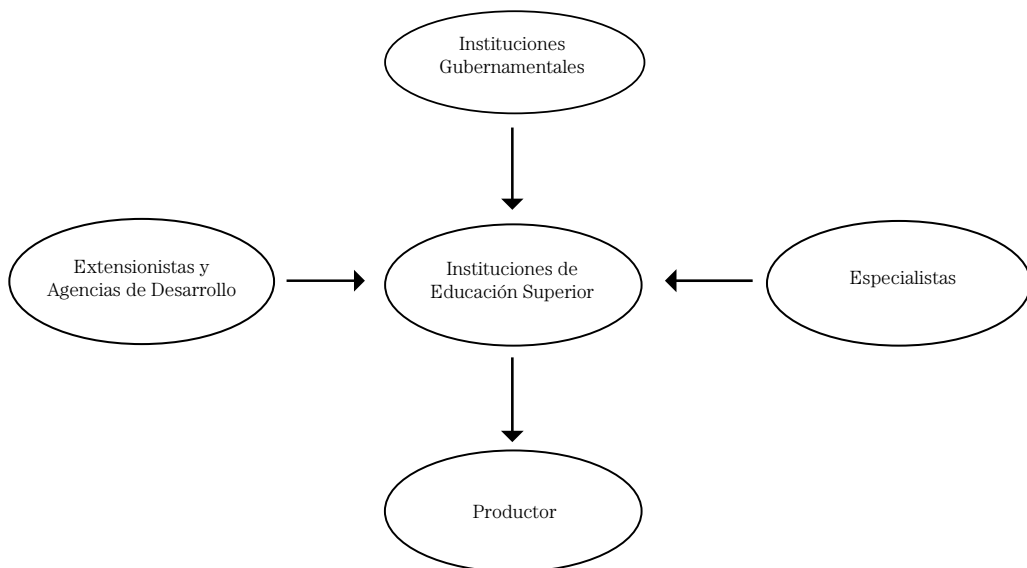 Instituciones
Gubernamentales
Extensionistas y
Agencias de Desarrollo
Instituciones de
Educación Superior
Especialistas
Productor